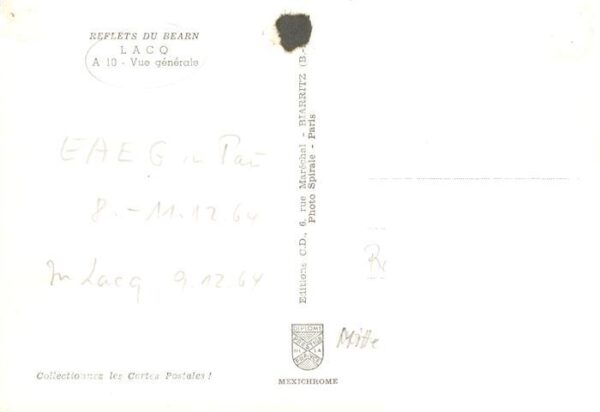 REFLETS DU BEARN
LACQ
A 10 - Vue générale
EAEG in Pau
8. - 11.12.64
In Lacq 9.12.64
Collectionnez les Cartes Postales !
Editions C.D., 6, rue Maréchal - BIARRITZ (B.-
Photo Spirale - Paris
DIPLOME
MEXICHROME
Mitte